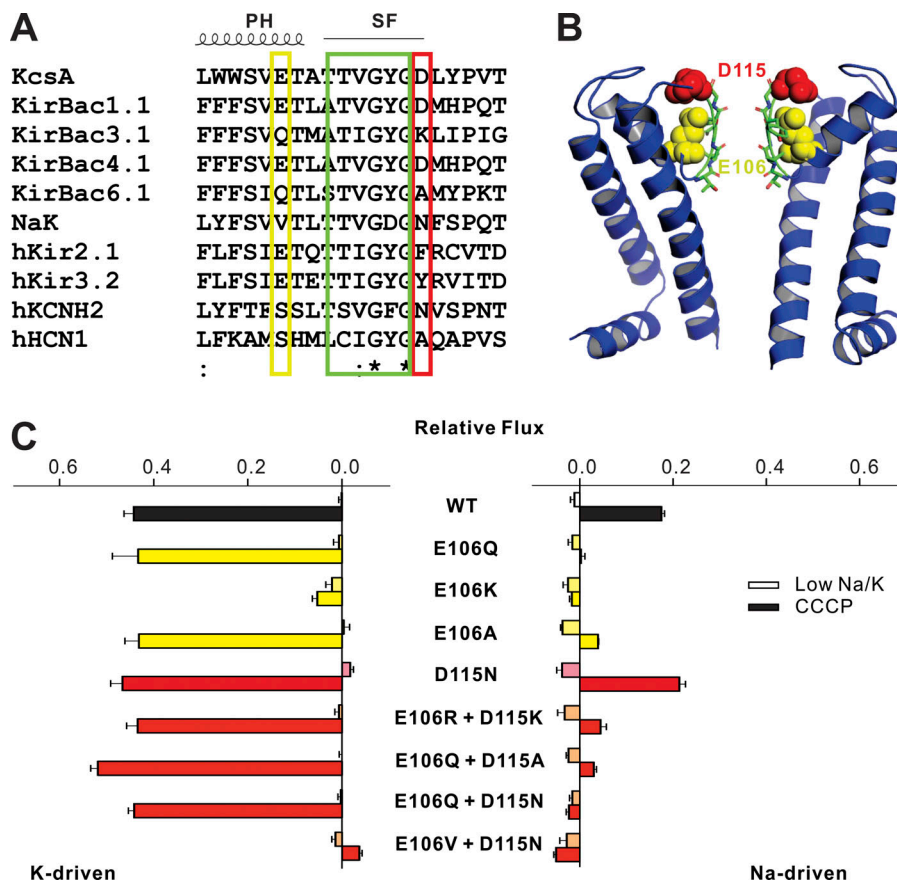 A
PH SF
KcsA LWWSVETATTVGYGDLYPVT
KirBac1.1 FFFSVETLATVGYGDMHPQT
KirBac3.1 FFFSVQTMATIGYGKLIPIG
KirBac4.1 FFFSVETLATVGYGDMHPQT
KirBac6.1 FFFSIQTLSTVGYGAMYPKT
NaK LYFSVVTLTTVGDGNFSPQT
hKir2.1 FLFSIETQTTIGYGFRCVTD
hKir3.2 FLFSIETETTIGYGYRVITD
hKCNH2 LYFTFSSLTSVGFGNVSPNT
hHCN1 LFKAMSHMLCIGYGAQAPVS
: :* *
B
D115
E106
C
Relative Flux
0.6 0.4 0.2 0.0 0.0 0.2 0.4 0.6
WT
E106Q
E106K
E106A
D115N
E106R + D115K
E106Q + D115A
E106Q + D115N
E106V + D115N
Low Na/K
CCCP
K-driven
Na-driven